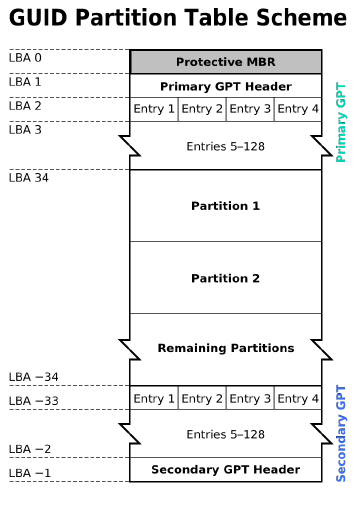 GUID Partition Table Scheme
LBA 0
Protective MBR
LBA 1
Primary GPT Header
LBA 2
Entry 1 Entry 2 Entry 3 Entry 4
LBA 3
Entries 5–128
Primary GPT
LBA 34
Partition 1
Partition 2
Remaining Partitions
LBA −34
LBA −33
Entry 1 Entry 2 Entry 3 Entry 4
Entries 5–128
LBA −2
LBA −1
Secondary GPT Header
Secondary GPT